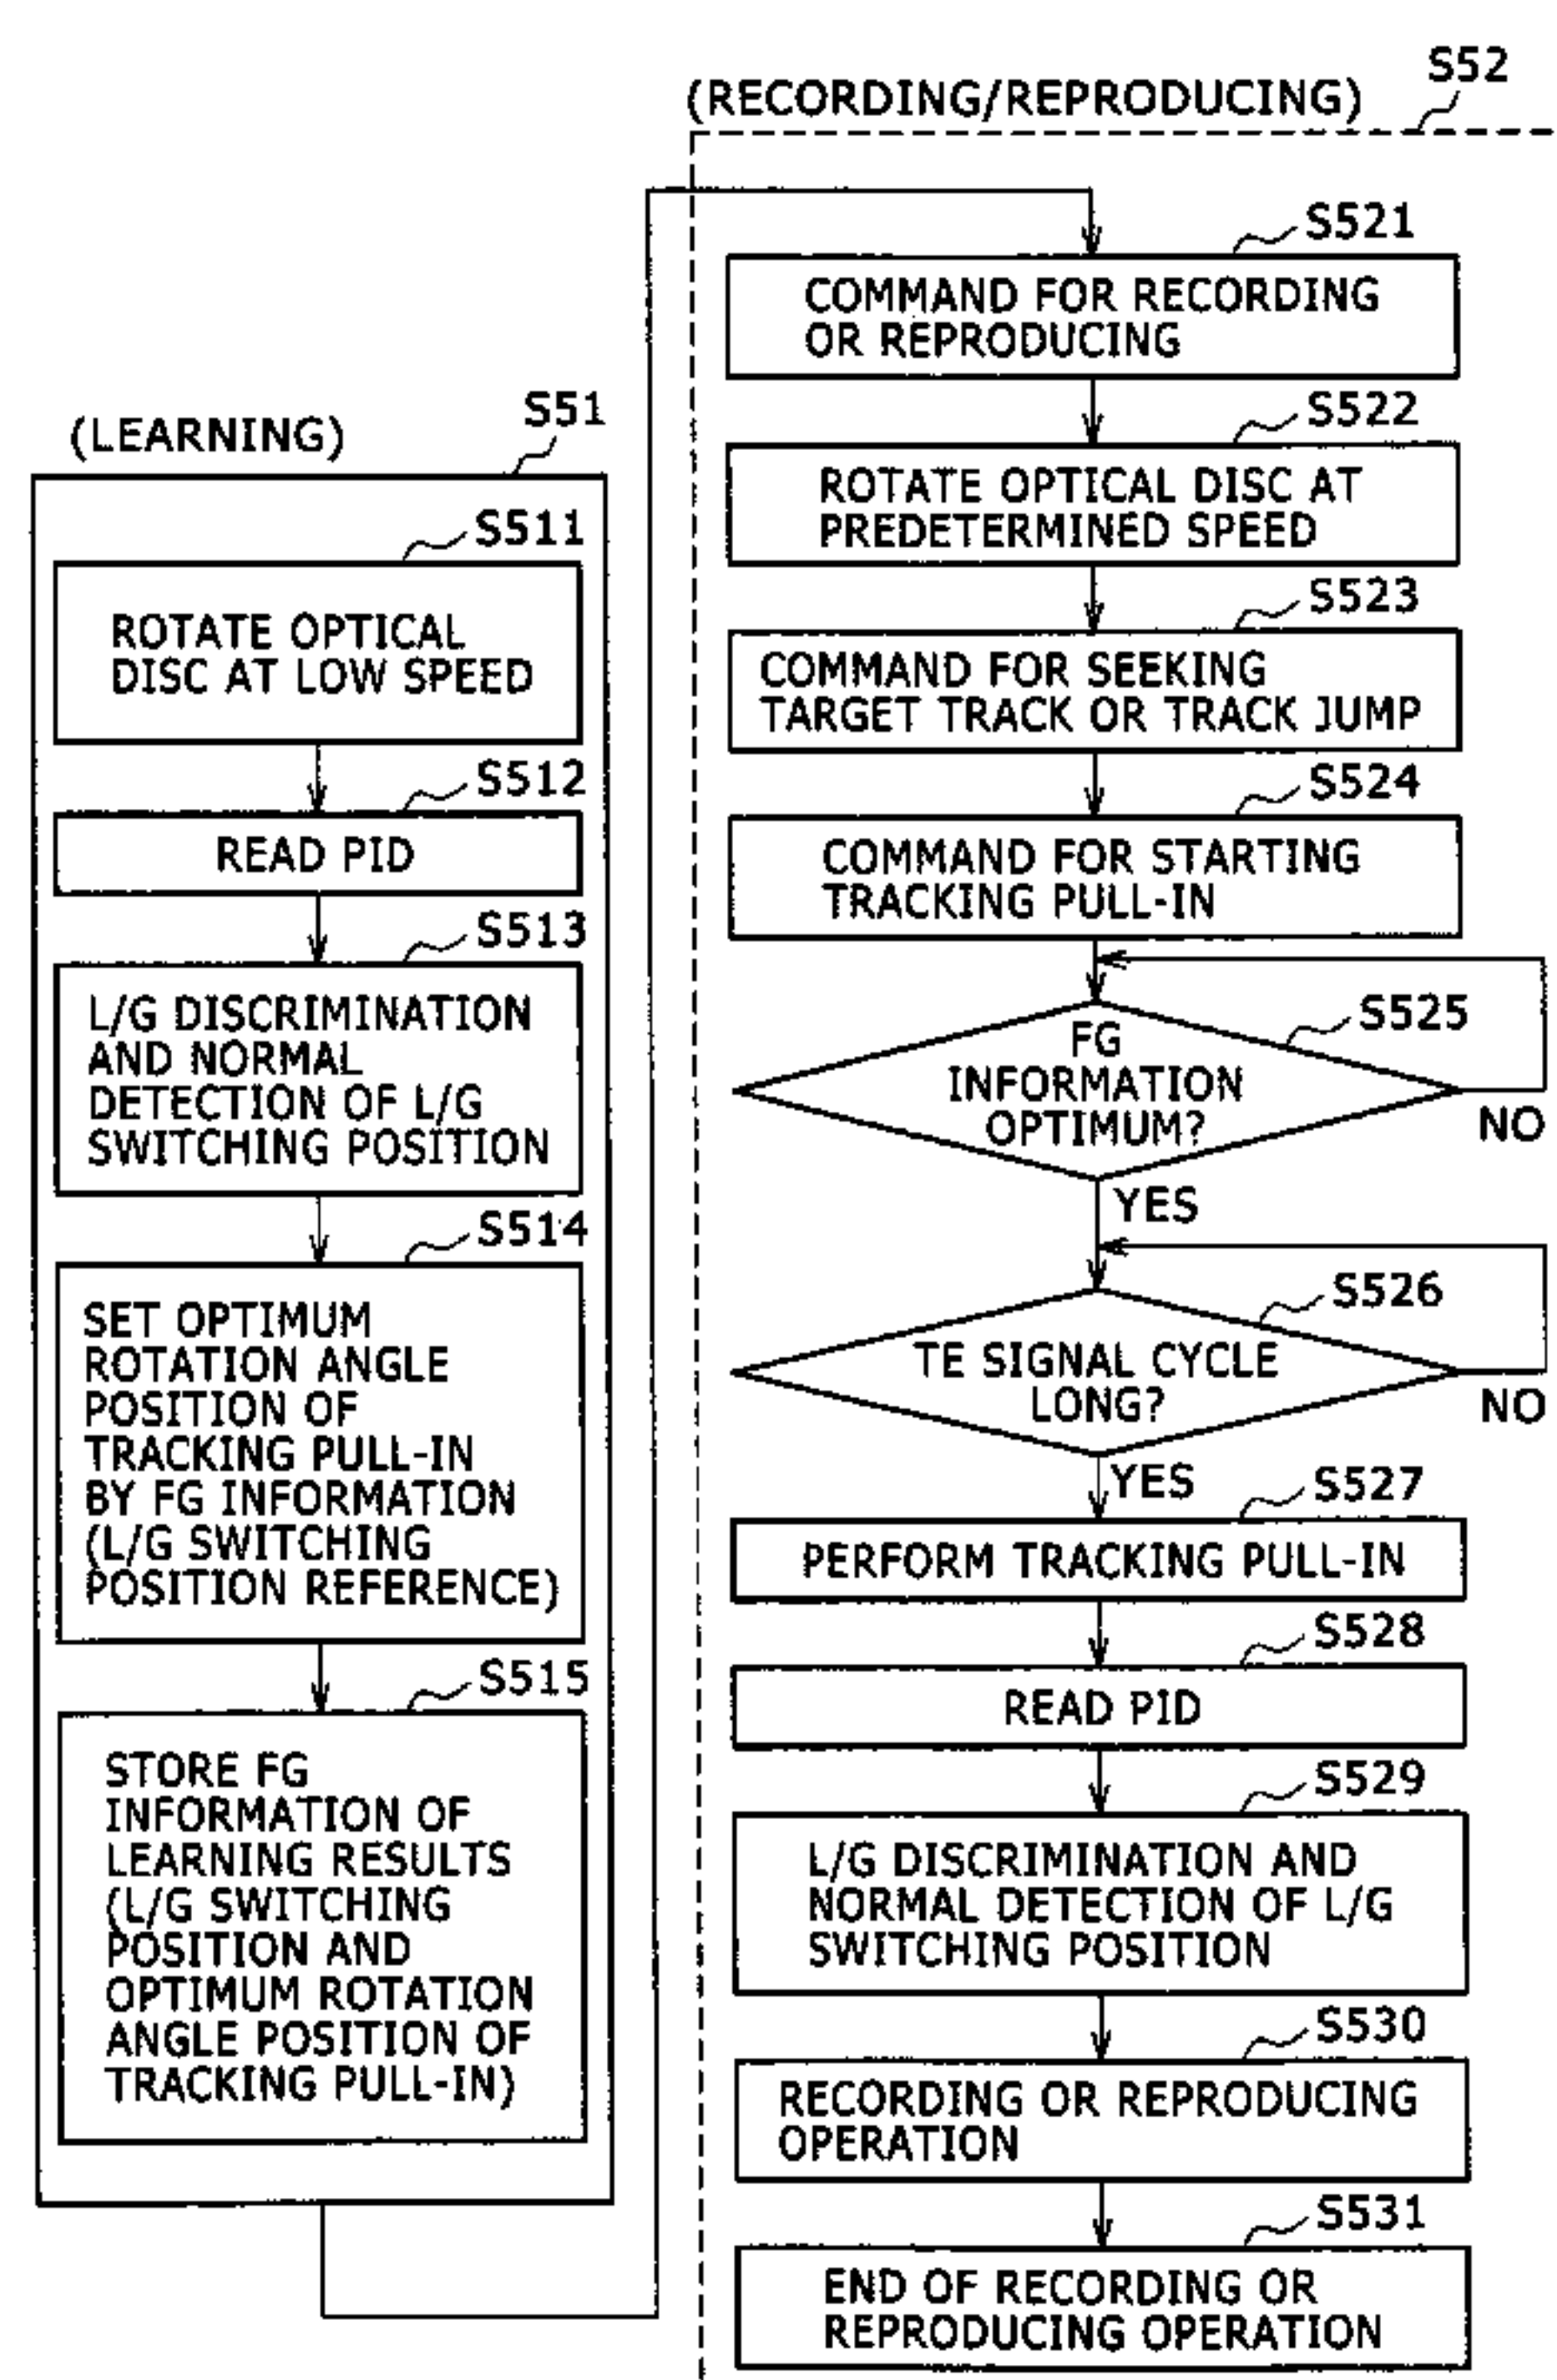 (LEARNING)
S51
S511
ROTATE OPTICAL
DISC AT LOW SPEED
S512
READ PID
S513
L/G DISCRIMINATION
AND NORMAL
DETECTION OF L/G
SWITCHING POSITION
S514
SET OPTIMUM
ROTATION ANGLE
POSITION OF
TRACKING PULL-IN
BY FG INFORMATION
(L/G SWITCHING
POSITION REFERENCE)
S515
STORE FG
INFORMATION OF
LEARNING RESULTS
(L/G SWITCHING
POSITION AND
OPTIMUM ROTATION
ANGLE POSITION OF
TRACKING PULL-IN)
(RECORDING/REPRODUCING)
S52
S521
COMMAND FOR RECORDING
OR REPRODUCING
S522
ROTATE OPTICAL DISC AT
PREDETERMINED SPEED
S523
COMMAND FOR SEEKING
TARGET TRACK OR TRACK JUMP
S524
COMMAND FOR STARTING
TRACKING PULL-IN
S525
FG
INFORMATION
OPTIMUM?
NO
YES
S526
TE SIGNAL CYCLE
LONG?
NO
YES
S527
PERFORM TRACKING PULL-IN
S528
READ PID
S529
L/G DISCRIMINATION AND
NORMAL DETECTION OF L/G
SWITCHING POSITION
S530
RECORDING OR REPRODUCING
OPERATION
S531
END OF RECORDING OR
REPRODUCING OPERATION